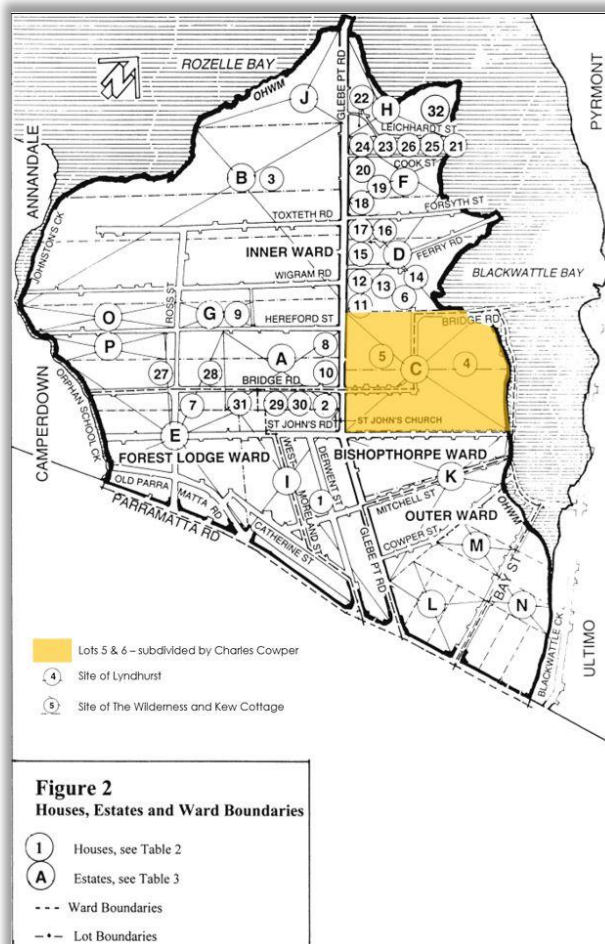 ROZELLE BAY
OHWM
GLEBE PT RD
PYRMONT
J
22
H
32
LEICHHARDT ST
24
23
26
25
21
COOK ST
ANNANDALE
B
3
20
19
F
18
FORSYTH ST
TOXTETH RD
17
16
JOHNSTON'S CK
INNER WARD
15
D
FERRY RD
BLACKWATTLE BAY
WIGRAM RD
12
13
14
6
11
ROSS ST
O
G
9
HEREFORD ST
BRIDGE RD
P
8
5
C
4
A
27
28
10
BRIDGE RD
CAMPERDOWN
ORPHAN SCHOOL CK
7
31
29
30
2
ST JOHN'S RD
ST JOHN'S CHURCH
E
FOREST LODGE WARD
BISHOPTHORPE WARD
WEST
MORELAND ST
DERWENT ST
I
1
K
MITCHELL ST
OHWM
OLD PARRA
MATTA RD
OUTER WARD
PARRAMATTA RD
CATHERINE ST
GLEBE PT RD
COWPER ST
M
BAY ST
L
N
ULTIMO
BLACKWATTLE CK
Lots 5 & 6 – subdivided by Charles Cowper
4 Site of Lyndhurst
5 Site of The Wilderness and Kew Cottage
Figure 2
Houses, Estates and Ward Boundaries
1 Houses, see Table 2
A Estates, see Table 3
Ward Boundaries
Lot Boundaries